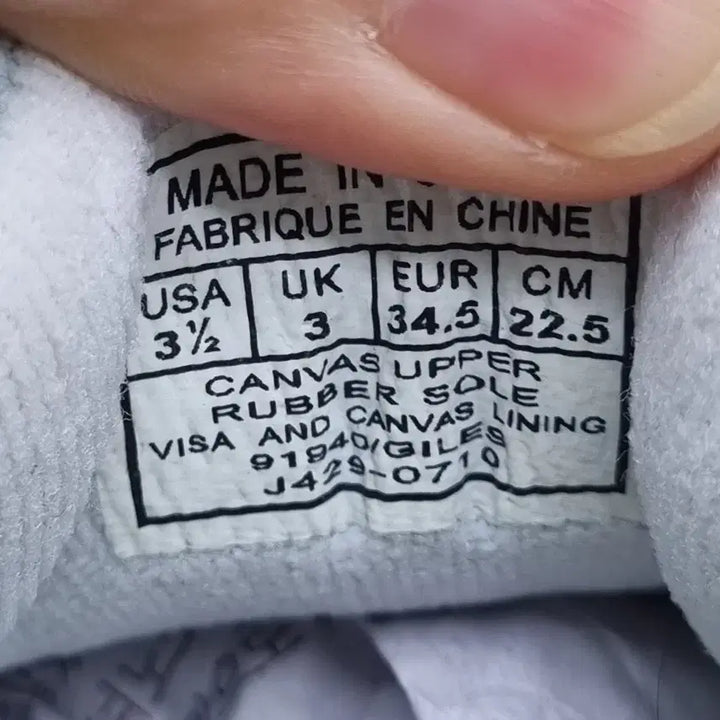 MADE IN
FABRIQUE EN CHINE
USA UK EUR CM
3½ 3 34.5 22.5
CANVAS UPPER
RUBBER SOLE
VISA AND CANVAS LINING
91940/GILES
J429-0710